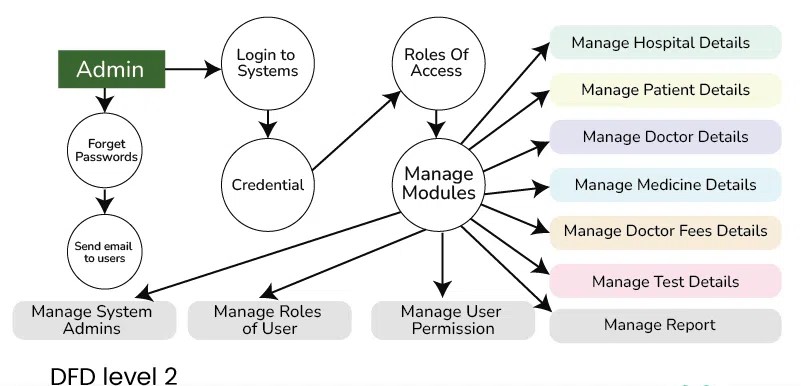 Admin
Login to
Systems
Roles Of
Access
Manage Hospital Details
Manage Patient Details
Manage Doctor Details
Manage Medicine Details
Manage Doctor Fees Details
Manage Test Details
Manage Report
Forget
Passwords
Credential
Manage
Modules
Send email
to users
Manage System
Admins
Manage Roles
of User
Manage User
Permission
DFD level 2